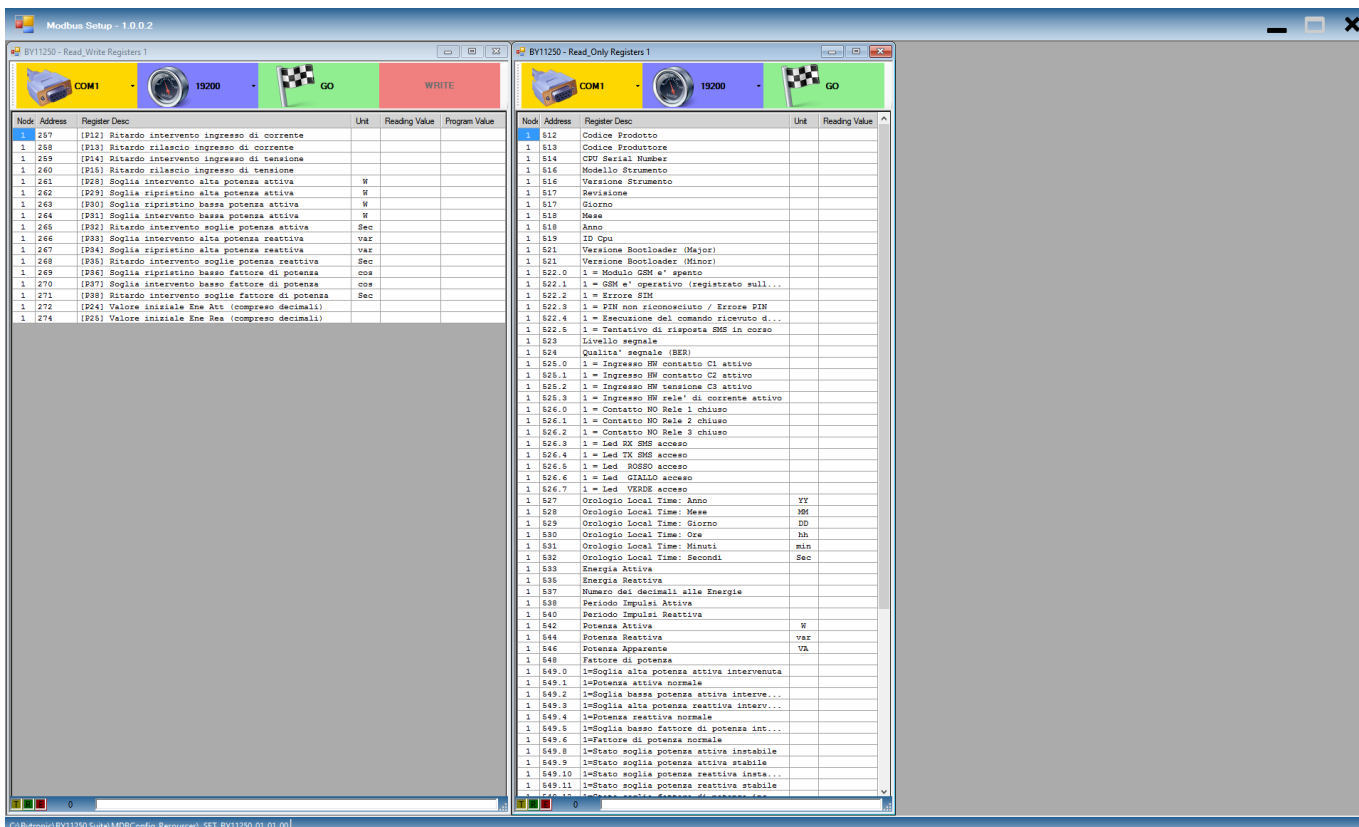 Modbus Setup - 1.0.0.2
BY11250 - Read_Write Registers 1
COM1 19200 GO WRITE
Node Address Register Desc Unit Reading Value Program Value
1 257 [P12] Ritardo intervento ingresso di corrente
1 258 [P13] Ritardo rilascio ingresso di corrente
1 259 [P14] Ritardo intervento ingresso di tensione
1 260 [P15] Ritardo rilascio ingresso di tensione
1 261 [P28] Soglia intervento alta potenza attiva W
1 262 [P29] Soglia ripristino alta potenza attiva W
1 263 [P30] Soglia ripristino bassa potenza attiva W
1 264 [P31] Soglia intervento bassa potenza attiva W
1 265 [P32] Ritardo intervento soglie potenza attiva Sec
1 266 [P33] Soglia intervento alta potenza reattiva var
1 267 [P34] Soglia ripristino alta potenza reattiva var
1 268 [P35] Ritardo intervento soglie potenza reattiva Sec
1 269 [P36] Soglia ripristino basso fattore di potenza cos
1 270 [P37] Soglia intervento basso fattore di potenza cos
1 271 [P38] Ritardo intervento soglie fattore di potenza Sec
1 272 [P24] Valore iniziale Ene Att (compreso decimali)
1 274 [P25] Valore iniziale Ene Rea (compreso decimali)
T R 0
BY11250 - Read_Only Registers 1
COM1 19200 GO
Node Address Register Desc Unit Reading Value
1 512 Codice Prodotto
1 513 Codice Produttore
1 514 CPU Serial Number
1 516 Modello Strumento
1 516 Versione Strumento
1 517 Revisione
1 517 Giorno
1 518 Mese
1 518 Anno
1 519 ID Cpu
1 521 Versione Bootloader (Major)
1 521 Versione Bootloader (Minor)
1 522.0 1 = Modulo GSM e' spento
1 522.1 1 = GSM e' operativo (registrato sull...
1 522.2 1 = Errore SIM
1 522.3 1 = PIN non riconosciuto / Errore PIN
1 522.4 1 = Esecuzione del comando ricevuto d...
1 522.5 1 = Tentativo di risposta SMS in corso
1 523 Livello segnale
1 524 Qualita' segnale (BER)
1 525.0 1 = Ingresso HW contatto C1 attivo
1 525.1 1 = Ingresso HW contatto C2 attivo
1 525.2 1 = Ingresso HW tensione C3 attivo
1 525.3 1 = Ingresso HW rele' di corrente attivo
1 526.0 1 = Contatto NO Rele 1 chiuso
1 526.1 1 = Contatto NO Rele 2 chiuso
1 526.2 1 = Contatto NO Rele 3 chiuso
1 526.3 1 = Led RX SMS acceso
1 526.4 1 = Led TX SMS acceso
1 526.5 1 = Led ROSSO acceso
1 526.6 1 = Led GIALLO acceso
1 526.7 1 = Led VERDE acceso
1 527 Orologio Local Time: Anno YY
1 528 Orologio Local Time: Mese MM
1 529 Orologio Local Time: Giorno DD
1 530 Orologio Local Time: Ore hh
1 531 Orologio Local Time: Minuti min
1 532 Orologio Local Time: Secondi Sec
1 533 Energia Attiva
1 535 Energia Reattiva
1 537 Numero dei decimali alle Energie
1 538 Periodo Impulsi Attiva
1 540 Periodo Impulsi Reattiva
1 542 Potenza Attiva W
1 544 Potenza Reattiva var
1 546 Potenza Apparente VA
1 548 Fattore di potenza
1 549.0 1=Soglia alta potenza attiva intervenuta
1 549.1 1=Potenza attiva normale
1 549.2 1=Soglia bassa potenza attiva interve...
1 549.3 1=Soglia alta potenza reattiva interv...
1 549.4 1=Potenza reattiva normale
1 549.5 1=Soglia basso fattore di potenza int...
1 549.6 1=Fattore di potenza normale
1 549.8 1=Stato soglia potenza attiva instabile
1 549.9 1=Stato soglia potenza attiva stabile
1 549.10 1=Stato soglia potenza reattiva insta...
1 549.11 1=Stato soglia potenza reattiva stabile
T R 0